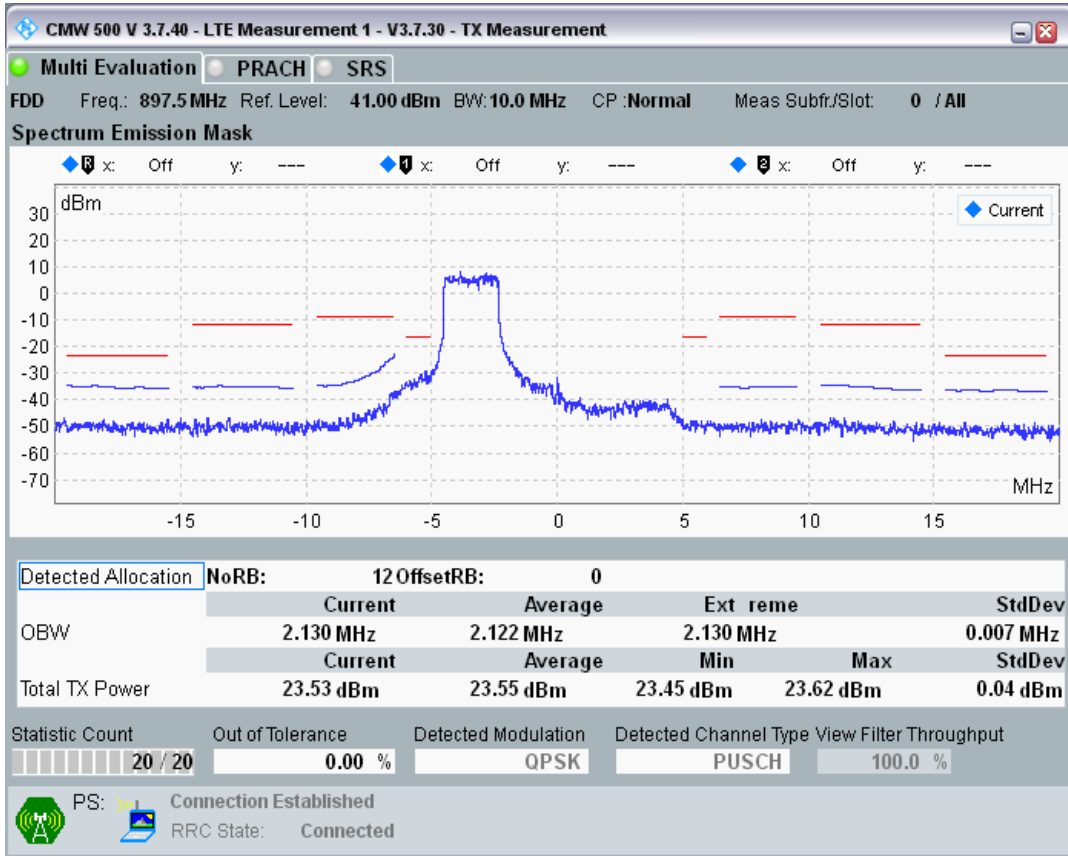 CMW 500 V 3.7.40 - LTE Measurement 1 - V3.7.30 - TX Measurement
Multi Evaluation PRACH SRS
FDD Freq.: 897.5 MHz Ref. Level: 41.00 dBm BW: 10.0 MHz CP :Normal Meas Subfr./Slot: 0 / All
Spectrum Emission Mask
R x: Off y: --- 1 x: Off y: --- 2 x: Off y: ---
dBm
Current
30
20
10
0
-10
-20
-30
-40
-50
-60
-70
MHz
-15 -10 -5 0 5 10 15
Detected Allocation NoRB: 12 OffsetRB: 0
Current Average Ext reme StdDev
OBW 2.130 MHz 2.122 MHz 2.130 MHz 0.007 MHz
Current Average Min Max StdDev
Total TX Power 23.53 dBm 23.55 dBm 23.45 dBm 23.62 dBm 0.04 dBm
Statistic Count Out of Tolerance Detected Modulation Detected Channel Type View Filter Throughput
20 / 20 0.00 % QPSK PUSCH 100.0 %
PS: Connection Established
RRC State: Connected